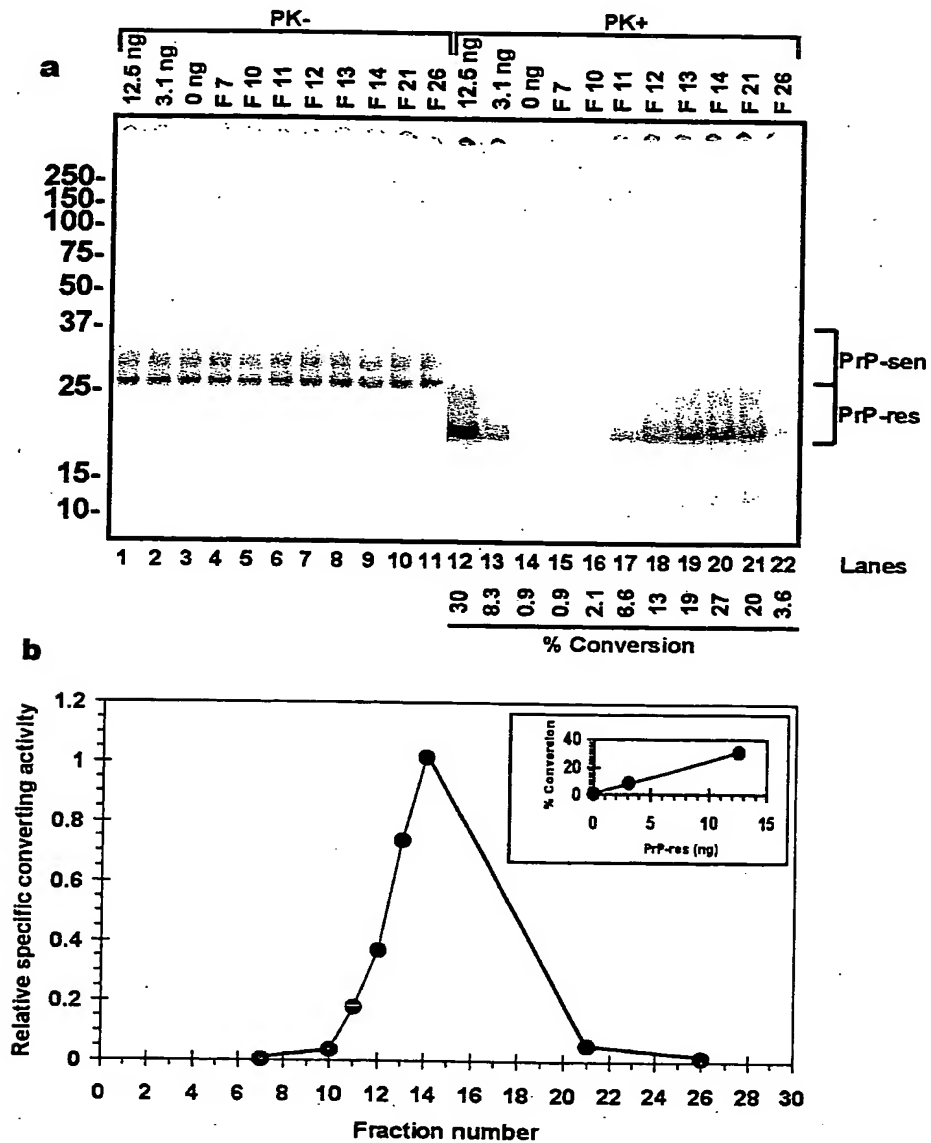 PK- PK+
a
12.5 ng 3.1 ng. 0 ng F 7 F 10 F 11 F 12 F 13 F 14 F 21 F 26 12.5 ng 3.1 ng 0 ng F 7 F 10 F 11 F 12 F 13 F 14 F 21 F 26
250-
150-
100-
75-
50-
37-
25-
15-
10-
PrP-sen
PrP-res
1 2 3 4 5 6 7 8 9 10 11 12 13 14 15 16 17 18 19 20 21 22 Lanes
30 8.3 0.9 0.9 2.1 6.6 13 19 27 20 3.6
% Conversion
b
Relative specific converting activity
1.2
1
0.8
0.6
0.4
0.2
0
0 2 4 6 8 10 12 14 16 18 20 22 24 26 28 30
Fraction number
% Conversion
40
20
0
0 5 10 15
PrP-res (ng)